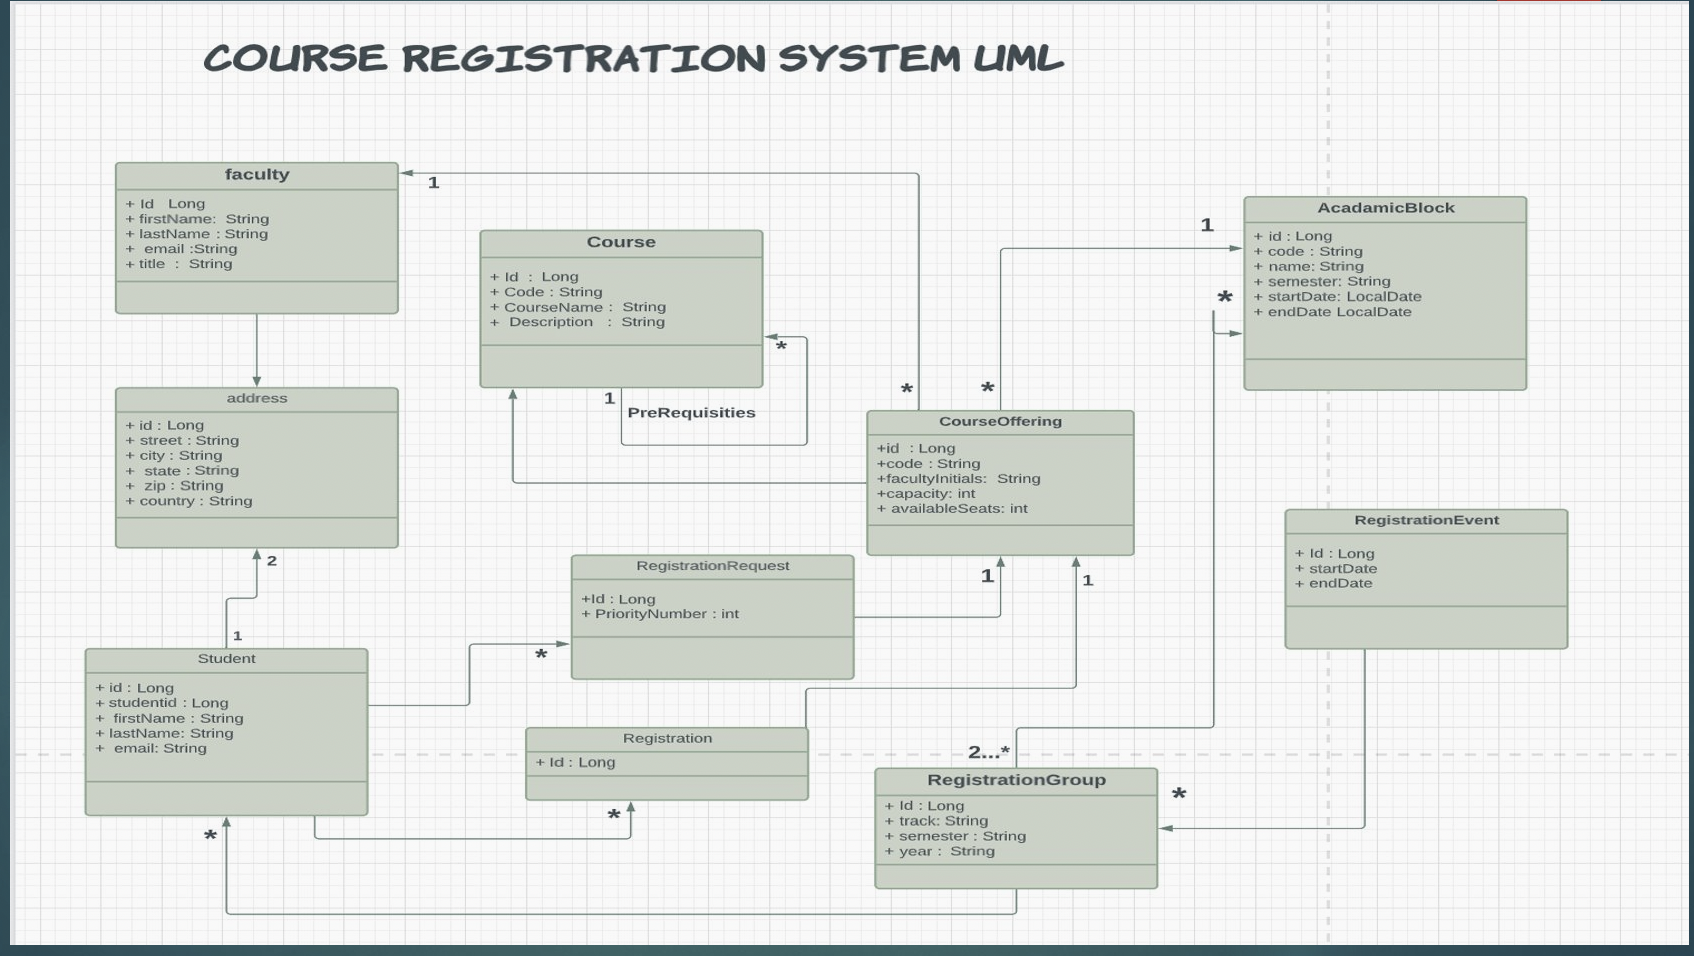 COURSE REGISTRATION SYSTEM UML
faculty
+ Id Long
+ firstName: String
+ lastName : String
+ email :String
+ title : String
1
Course
+ Id : Long
+ Code : String
+ CourseName : String
+ Description : String
*
1
PreRequisities
AcadamicBlock
+ id : Long
+ code : String
+ name: String
+ semester: String
+ startDate: LocalDate
+ endDate LocalDate
1
*
address
+ id : Long
+ street : String
+ city : String
+ state : String
+ zip : String
+ country : String
2
*
*
CourseOffering
+id : Long
+code : String
+facultyInitials: String
+capacity: int
+ availableSeats: int
1
1
RegistrationEvent
+ Id : Long
+ startDate
+ endDate
RegistrationRequest
+Id : Long
+ PriorityNumber : int
*
1
Student
+ id : Long
+ studentid : Long
+ firstName : String
+ lastName: String
+ email: String
*
Registration
+ Id : Long
*
2...*
RegistrationGroup
+ Id : Long
+ track: String
+ semester : String
+ year : String
*